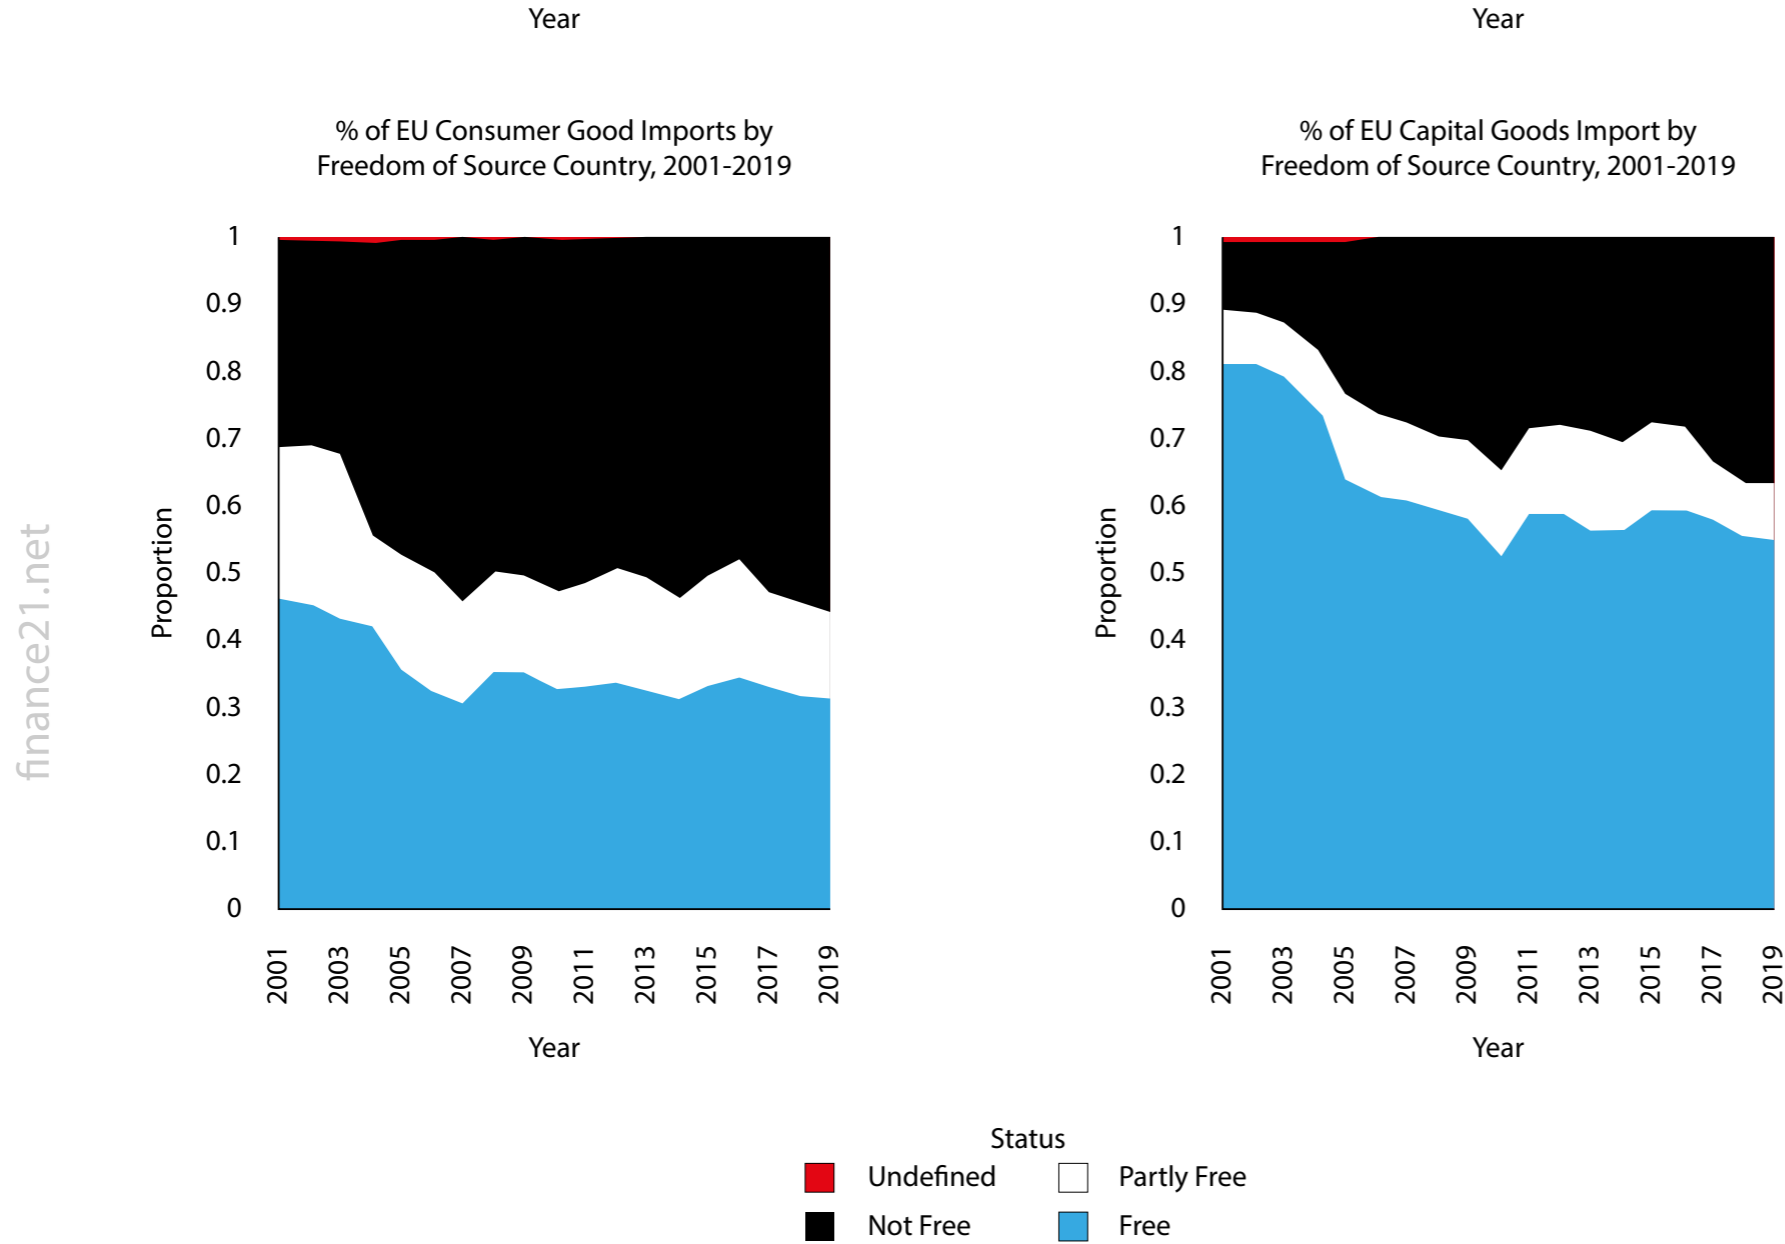 Year
Year
% of EU Consumer Good Imports by
Freedom of Source Country, 2001-2019
% of EU Capital Goods Import by
Freedom of Source Country, 2001-2019
1
0.9
0.8
0.7
0.6
0.5
0.4
0.3
0.2
0.1
0
Proportion
2001
2003
2005
2007
2009
2011
2013
2015
2017
2019
Year
1
0.9
0.8
0.7
0.6
0.5
0.4
0.3
0.2
0.1
0
Proportion
2001
2003
2005
2007
2009
2011
2013
2015
2017
2019
Year
Status
Undefined
Partly Free
Not Free
Free
finance21.net